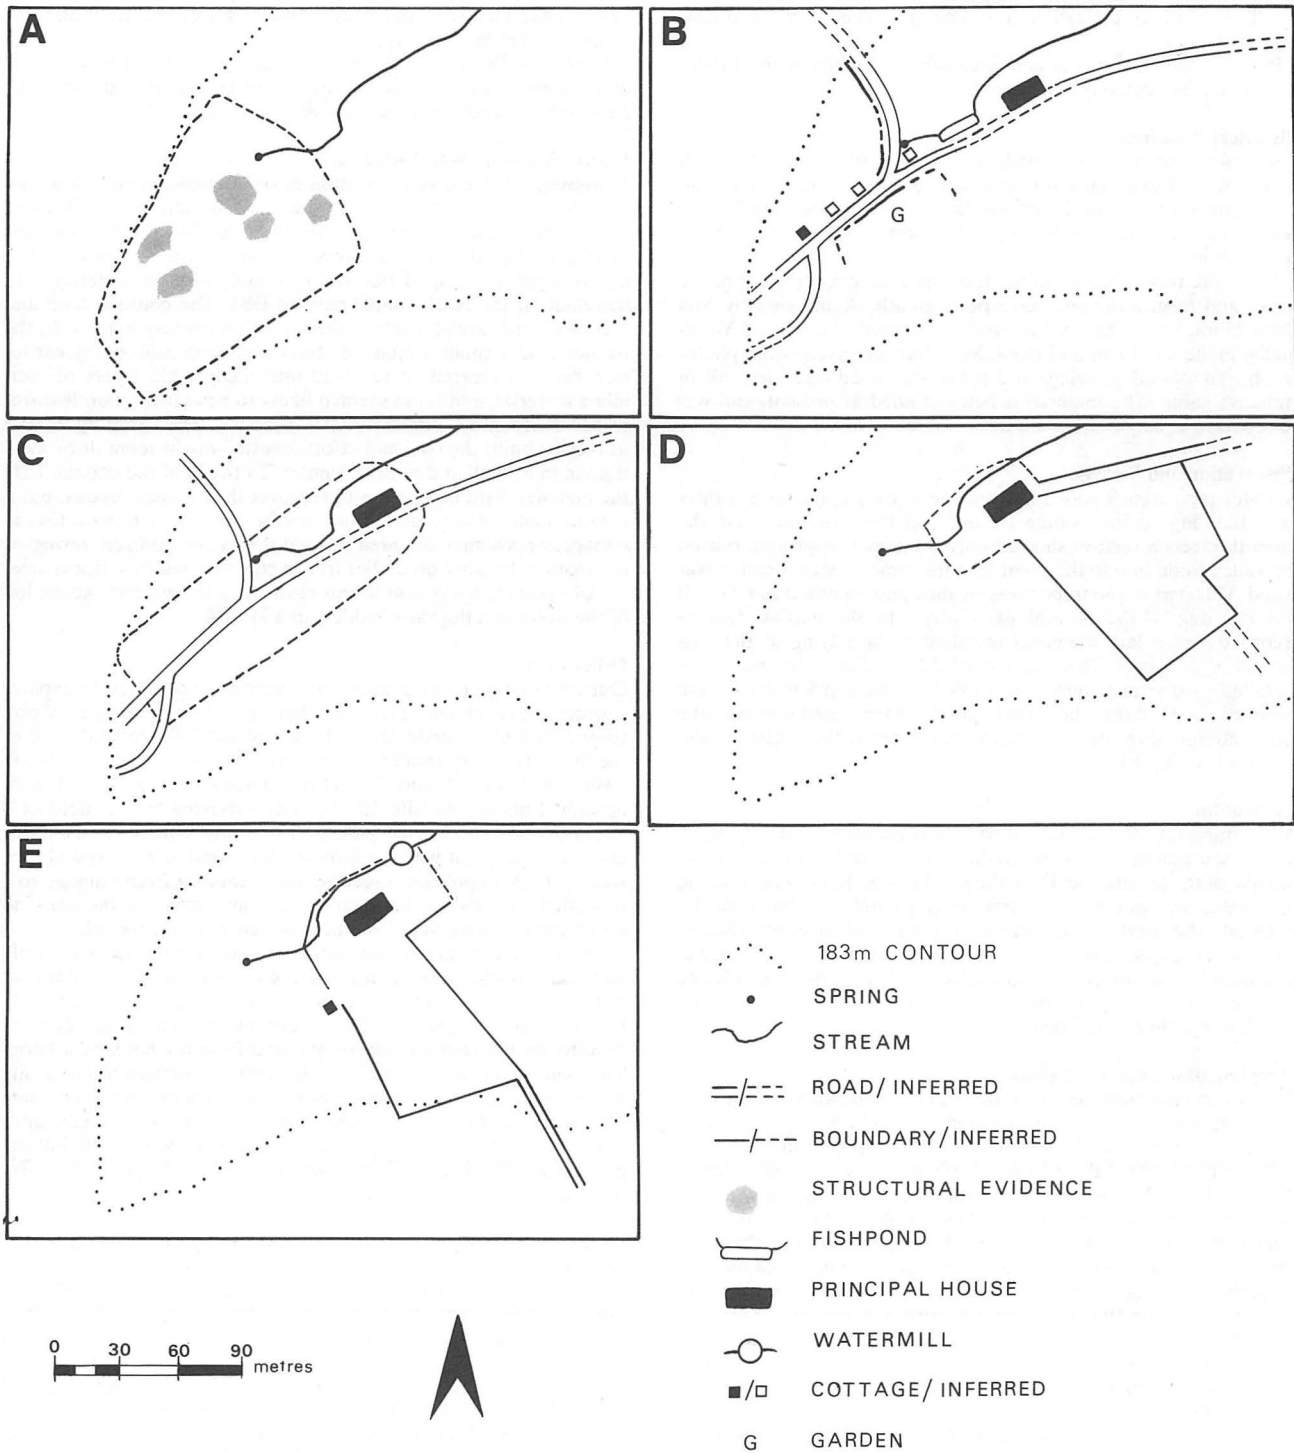 A
B
G
C
D
E
183m CONTOUR
SPRING
STREAM
ROAD/ INFERRED
BOUNDARY/INFERRED
STRUCTURAL EVIDENCE
FISHPOND
PRINCIPAL HOUSE
WATERMILL
COTTAGE/ INFERRED
G GARDEN
0 30 60 90
metres